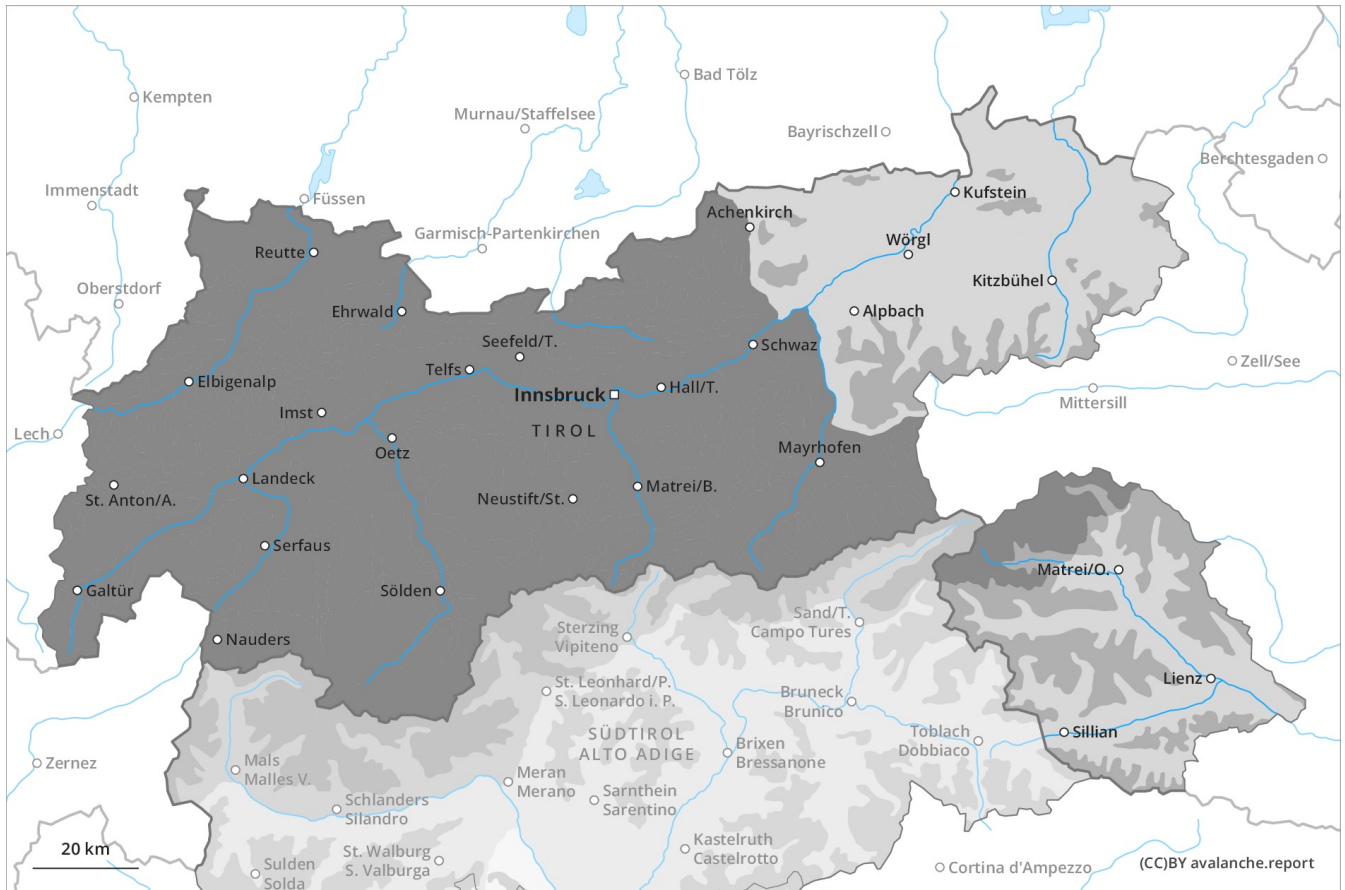 Kempten
Bad Tölz
Murnau/Staffelsee
Bayrischzell
Berchtesgaden
Immenstadt
Füssen
Kufstein
Achenkirch
Garmisch-Partenkirchen
Wörgl
Reutte
Kitzbühel
Oberstdorf
Ehrwald
Alpbach
Seefeld/T.
Schwaz
Telfs
Zell/See
Elbigenalp
Hall/T.
Innsbruck
Mittersill
Imst
Lech
TIROL
Oetz
Mayrhofen
Landeck
Matrei/B.
St. Anton/A.
Neustift/St.
Serfaus
Matrei/O.
Galtür
Sölden
Sand/T.
Campo Tures
Sterzing
Vipiteno
Nauders
Lienz
St. Leonhard/P.
S. Leonardo i. P.
Bruneck
Brunico
SÜDTIROL
ALTO ADIGE
Toblach
Dobbiaco
Sillian
Brixen
Bressanone
Zernez
Mals
Malles V.
Meran
Merano
Sarnthein
Sarentino
Schlanders
Silandro
Kastelruth
Castelrotto
20 km
St. Walburg
S. Valburga
Sulden
Solda
Cortina d'Ampezzo
(CC)BY avalanche.report